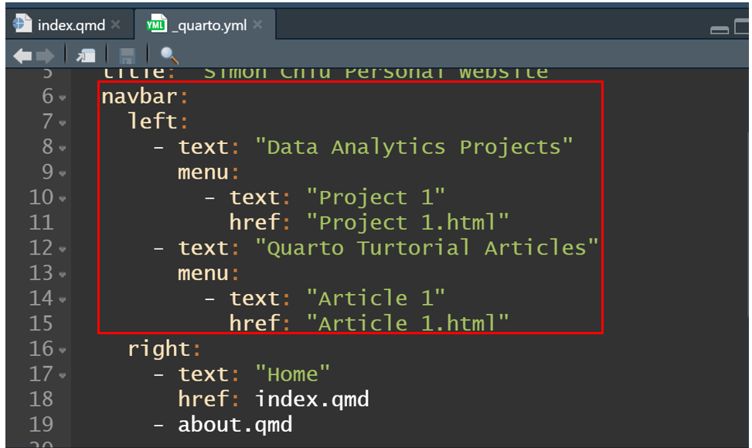 index.qmd × YML _quarto.yml ×
5 title: "Simon Chiu Personal Website"
6 navbar:
7 left:
8 - text: "Data Analytics Projects"
9 menu:
10 - text: "Project 1"
11 href: "Project 1.html"
12 - text: "Quarto Turtorial Articles"
13 menu:
14 - text: "Article 1"
15 href: "Article 1.html"
16 right:
17 - text: "Home"
18 href: index.qmd
19 - about.qmd
20